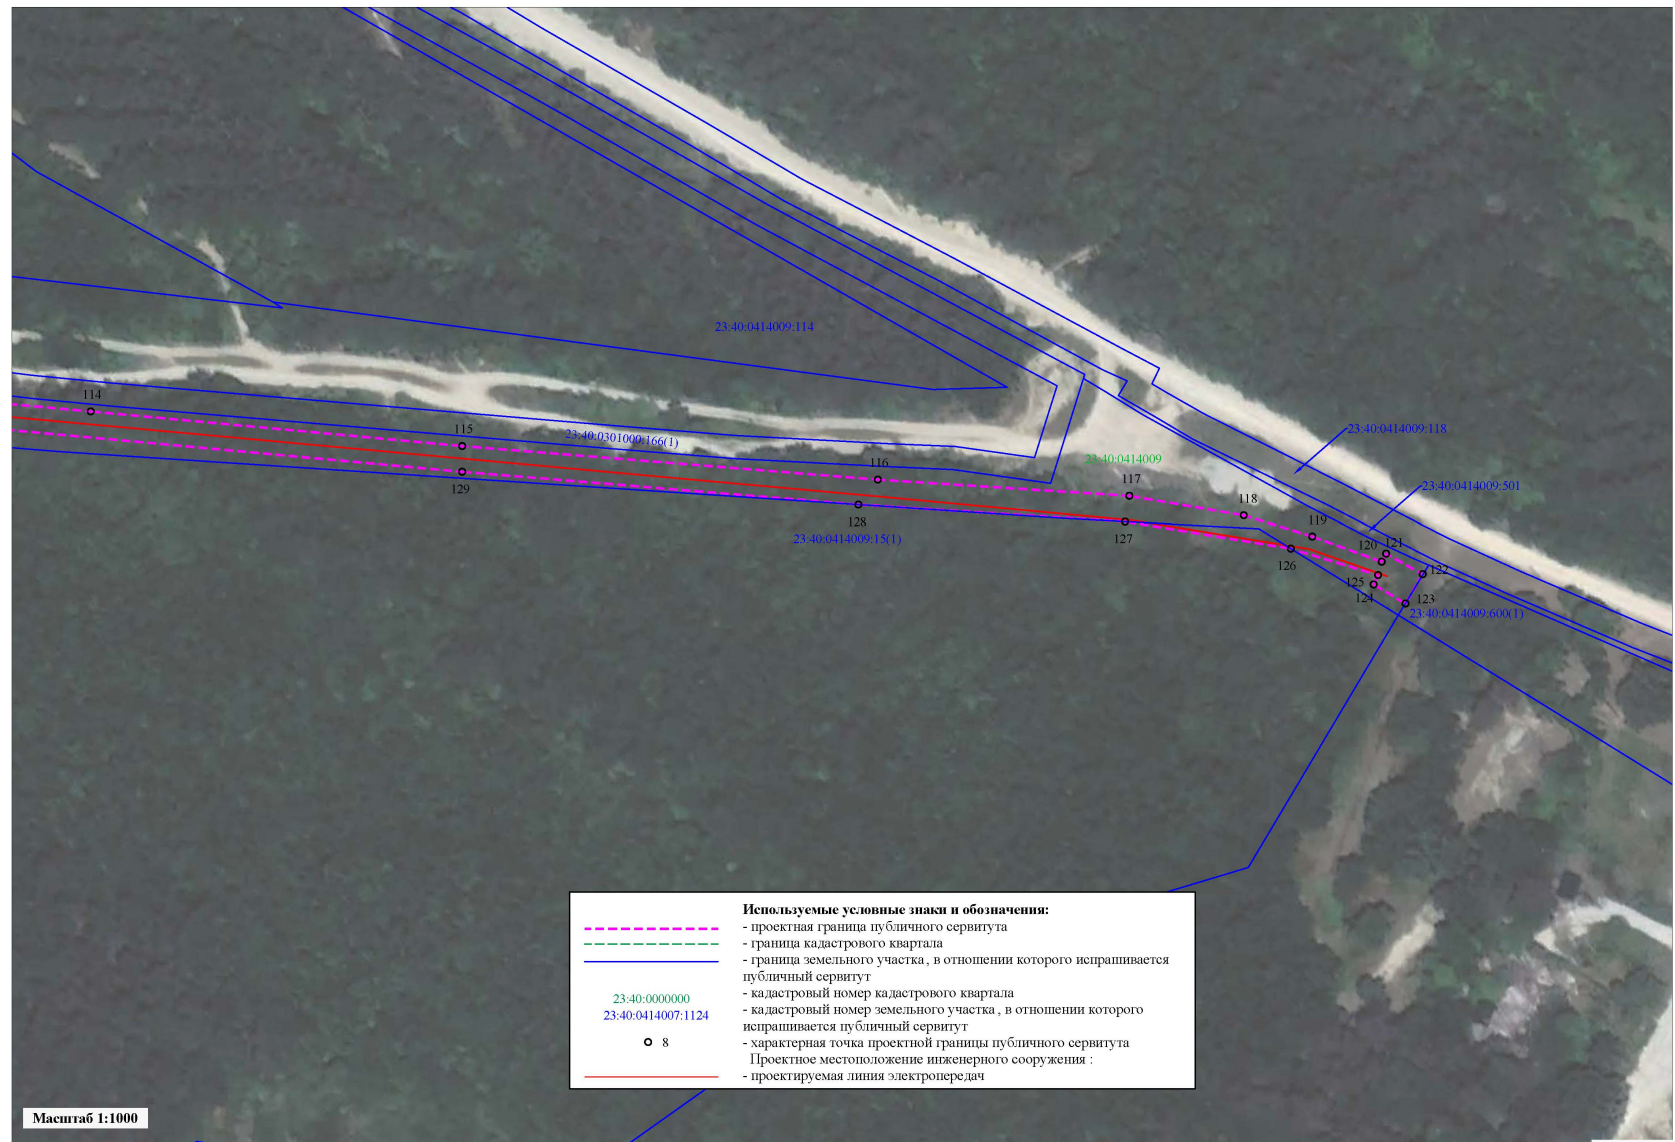 23:40:0414009:114
114
115
23:40:0301000:166(1)
116
23:40:0414009
117
118
119
23:40:0414009:118
23:40:0414009:501
120
121
122
123
124
125
126
127
128
129
23:40:0414009:15(1)
23:40:0414009:600(1)
Используемые условные знаки и обозначения:
- проектная граница публичного сервитута
- граница кадастрового квартала
- граница земельного участка, в отношении которого испрашивается
публичный сервитут
23:40:0000000 - кадастровый номер кадастрового квартала
23:40:0414007:1124 - кадастровый номер земельного участка, в отношении которого
испрашивается публичный сервитут
8 - характерная точка проектной границы публичного сервитута
Проектное местоположение инженерного сооружения :
- проектируемая линия электропередач
Масштаб 1:1000